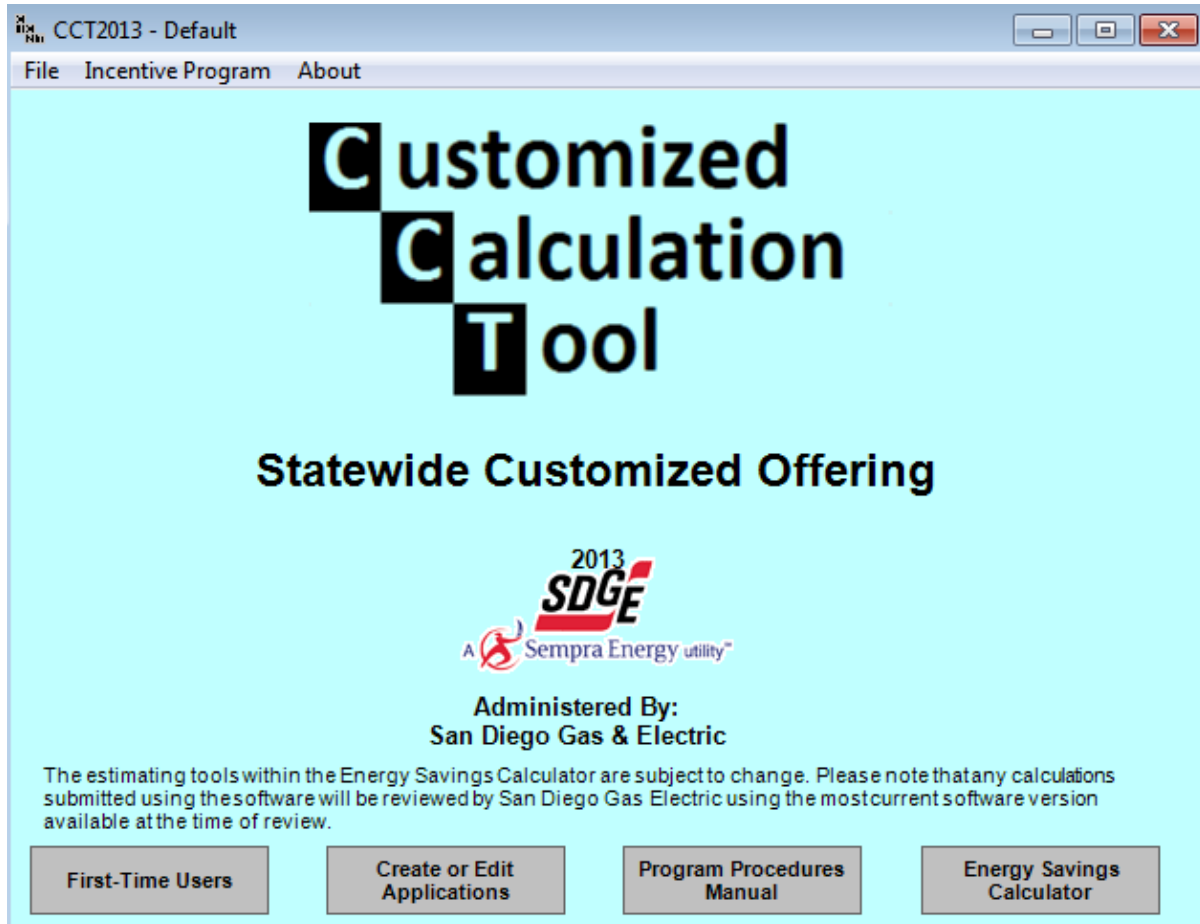 CCT2013 - Default
File Incentive Program About
Customized
Calculation
Tool
Statewide Customized Offering
2013
SDGE
A Sempra Energy utility™
Administered By:
San Diego Gas & Electric
The estimating tools within the Energy Savings Calculator are subject to change. Please note that any calculations
submitted using the software will be reviewed by San Diego Gas Electric using the most current software version
available at the time of review.
First-Time Users
Create or Edit
Applications
Program Procedures
Manual
Energy Savings
Calculator